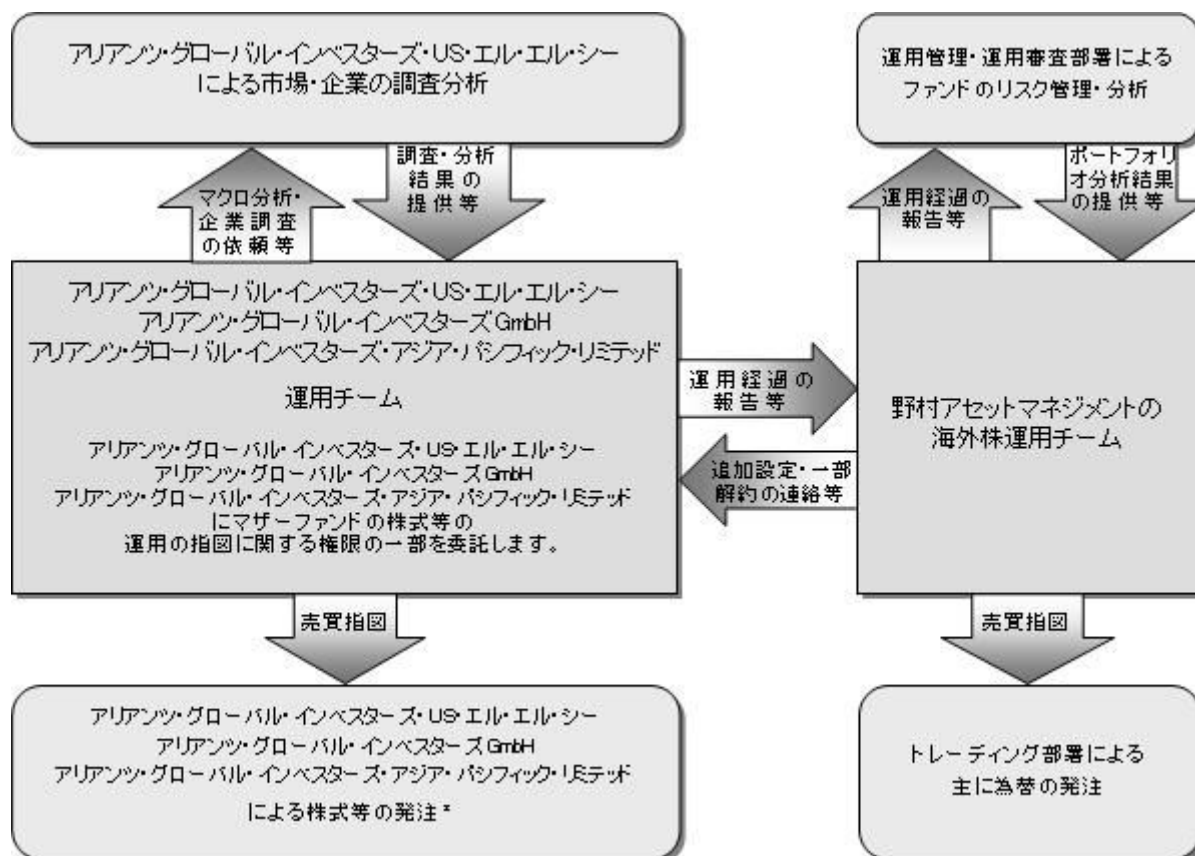 アリアンツ・グローバル・インベスターズ・US・エル・エル・シー
による市場・企業の調査分析
運用管理・運用審査部署による
ファンドのリスク管理・分析
マクロ分析・
企業調査
の依頼等
調査・分析
結果の
提供等
運用経過の
報告等
ポートフォリ
オ分析結果
の提供等
アリアンツ・グローバル・インベスターズ・US・エル・エル・シー
アリアンツ・グローバル・インベスターズGmbH
アリアンツ・グローバル・インベスターズ・アジア・パシフィック・リミテッド
運用チーム
アリアンツ・グローバル・インベスターズ・US・エル・エル・シー
アリアンツ・グローバル・インベスターズGmbH
アリアンツ・グローバル・インベスターズ・アジア・パシフィック・リミテッド
にマザーファンドの株式等の
運用の指図に関する権限の一部を委託します。
運用経過の
報告等
追加設定・一部
解約の連絡等
野村アセットマネジメントの
海外株運用チーム
売買指図
売買指図
アリアンツ・グローバル・インベスターズ・US・エル・エル・シー
アリアンツ・グローバル・インベスターズGmbH
アリアンツ・グローバル・インベスターズ・アジア・パシフィック・リミテッド
による株式等の発注*
トレーディング部署による
主に為替の発注